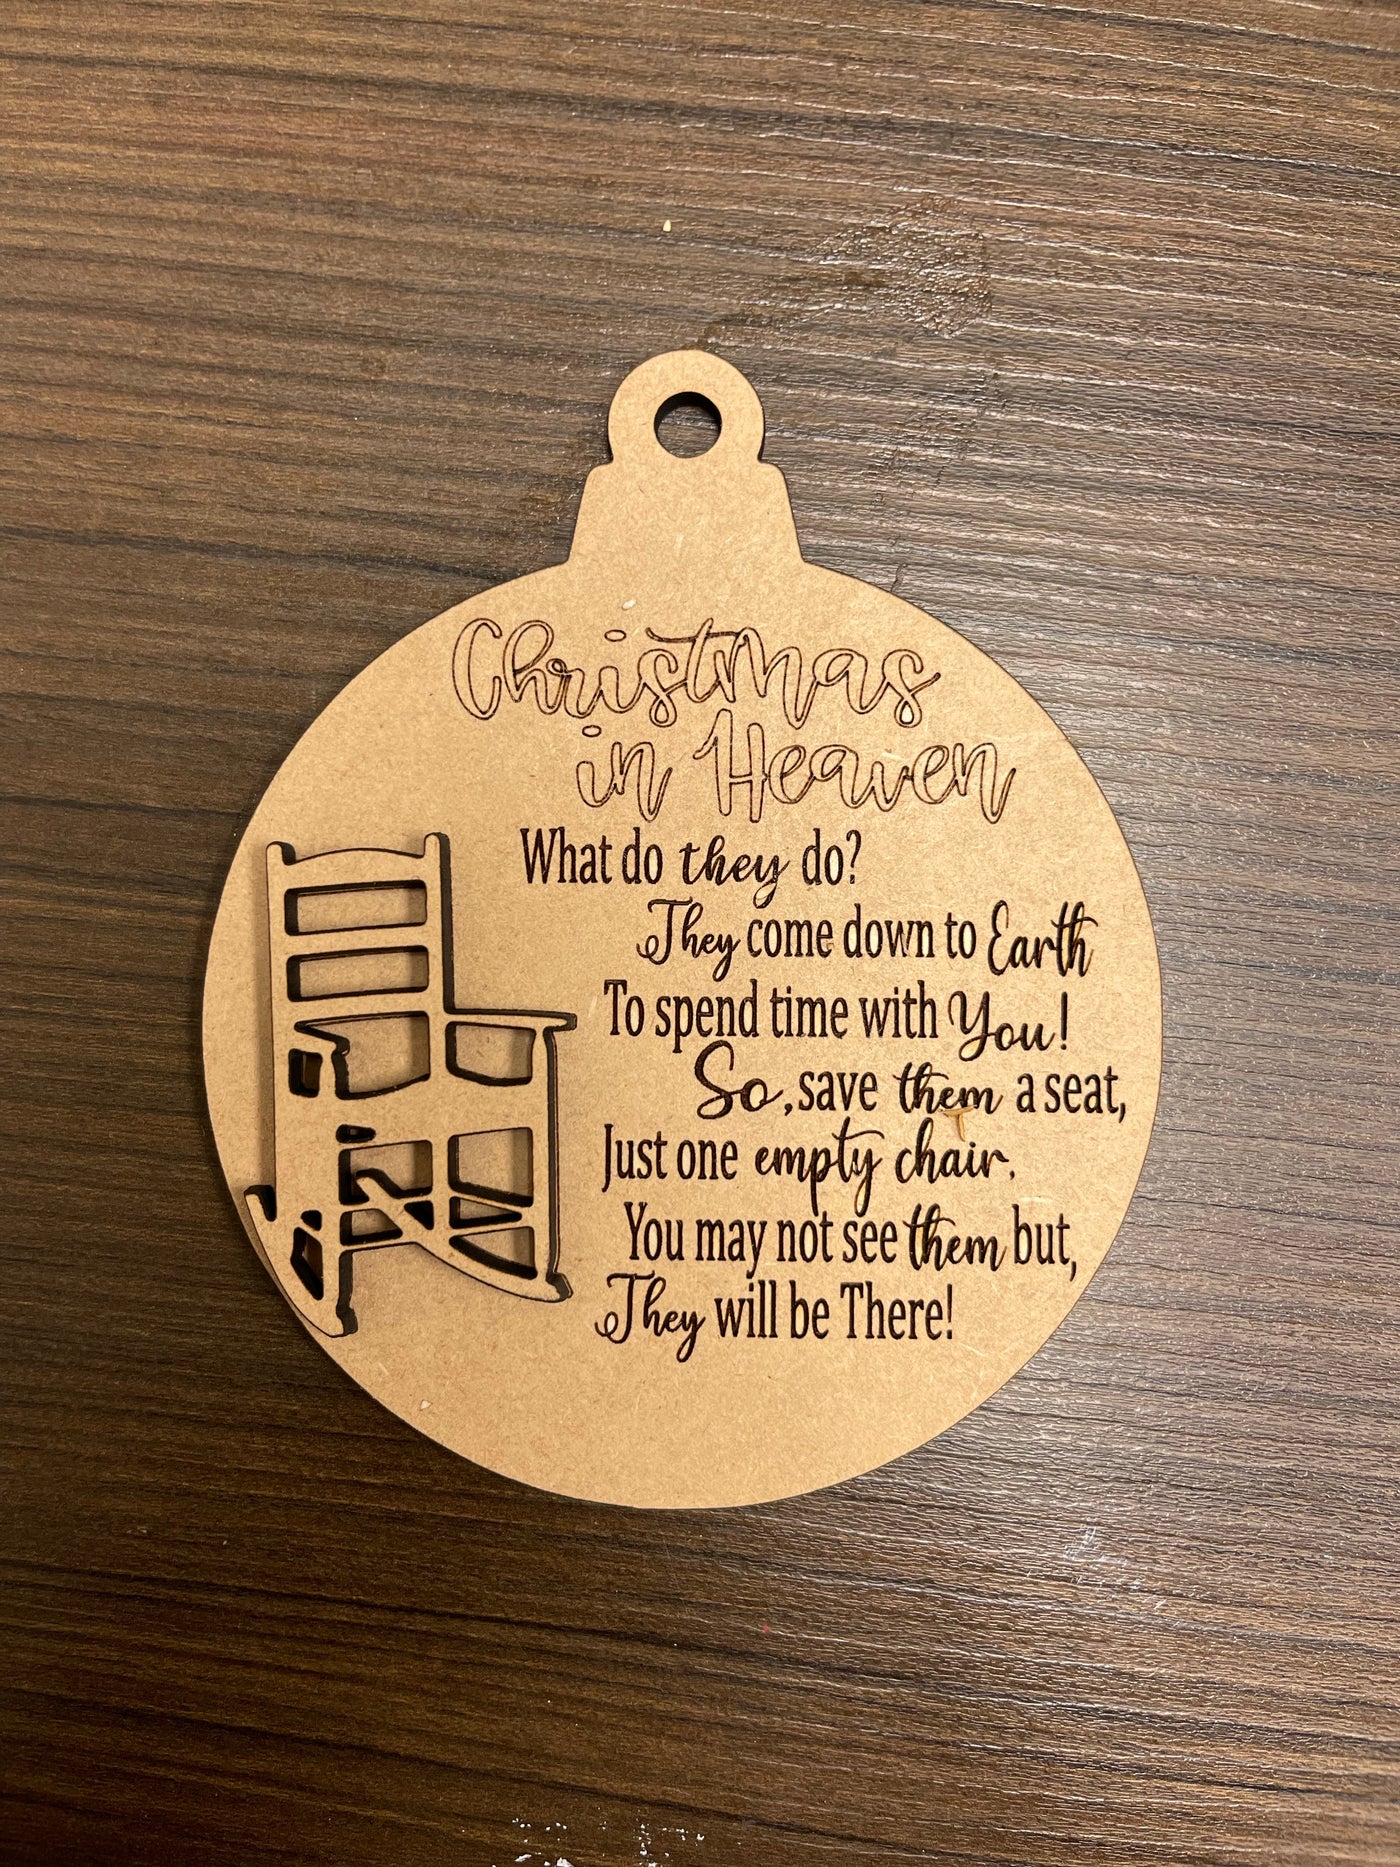 Christmas
in Heaven
What do they do?
They come down to Earth
To spend time with You!
So, save them a seat,
Just one empty chair.
You may not see them but,
They will be There!